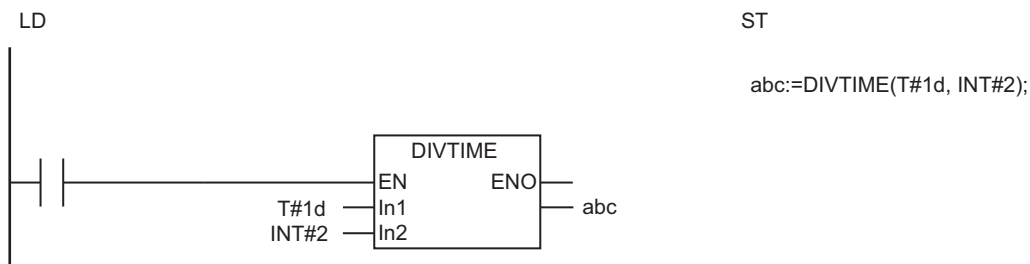 LD
ST
abc:=DIVTIME(T#1d, INT#2);
DIVTIME
EN ENO
T#1d In1 abc
INT#2 In2